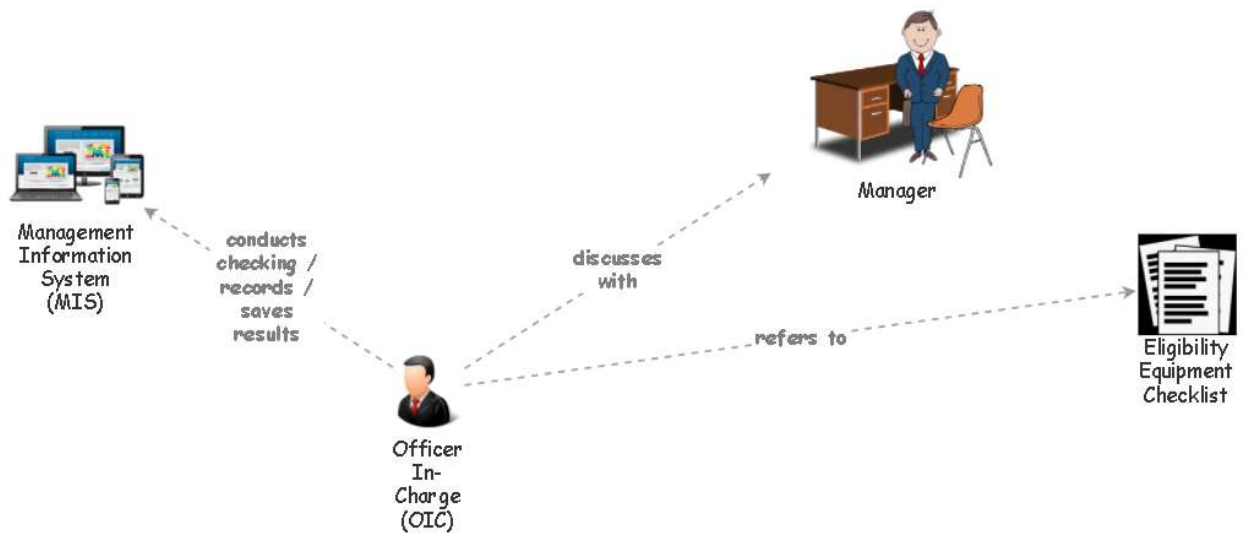 Manager
Management
Information
System
(MIS)
conducts
checking /
records /
saves
results
discusses
with
refers to
Eligibility
Equipment
Checklist
Officer
In-
Charge
(OIC)